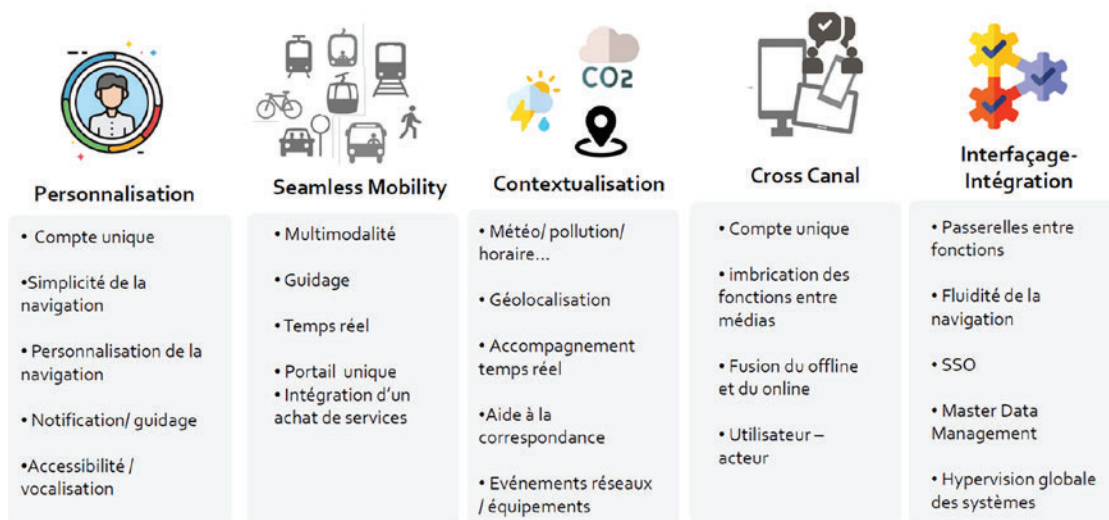 CO2
Personnalisation
• Compte unique
•Simplicité de la
navigation
• Personnalisation de la
navigation
• Notification/ guidage
•Accessibilité /
vocalisation
Seamless Mobility
• Multimodalité
• Guidage
• Temps réel
• Portail unique
• Intégration d'un
achat de services
Contextualisation
• Météo/ pollution/
horaire...
• Géolocalisation
• Accompagnement
temps réel
•Aide à la
correspondance
• Evénements réseaux
/ équipements
Cross Canal
• Compte unique
• imbrication des
fonctions entre
médias
• Fusion du offline
et du online
• Utilisateur –
acteur
Interfaçage-
Intégration
• Passerelles entre
fonctions
• Fluidité de la
navigation
• SSO
• Master Data
Management
• Hypervision globale
des systèmes